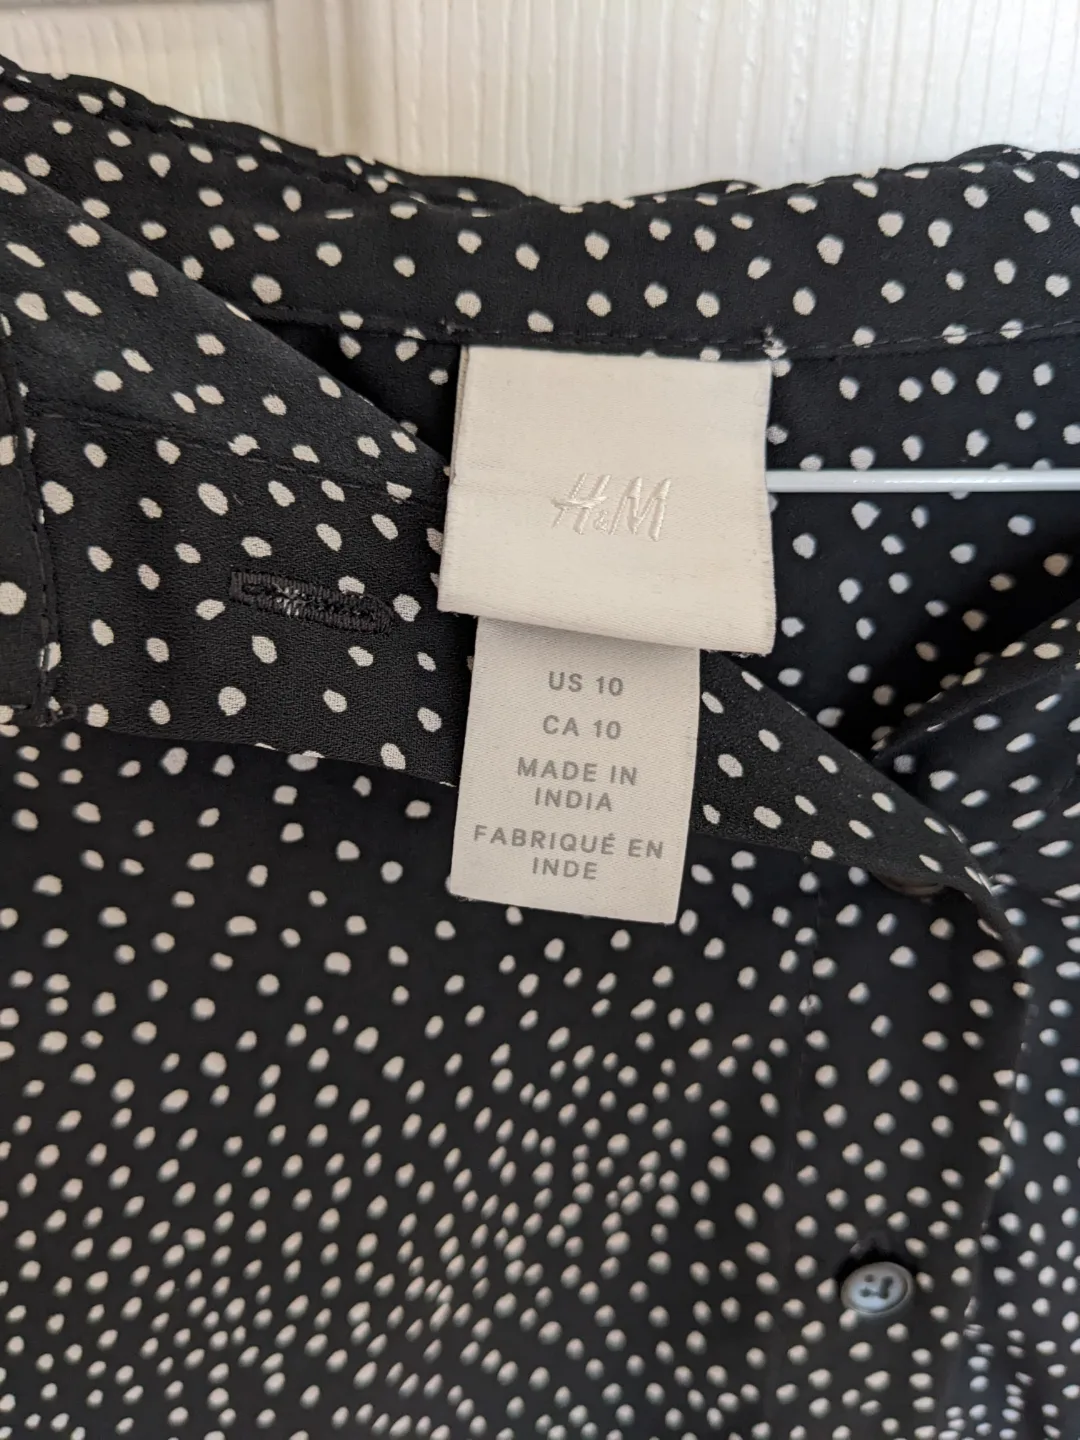 H&M
US 10
CA 10
MADE IN
INDIA
FABRIQUÉ EN
INDE